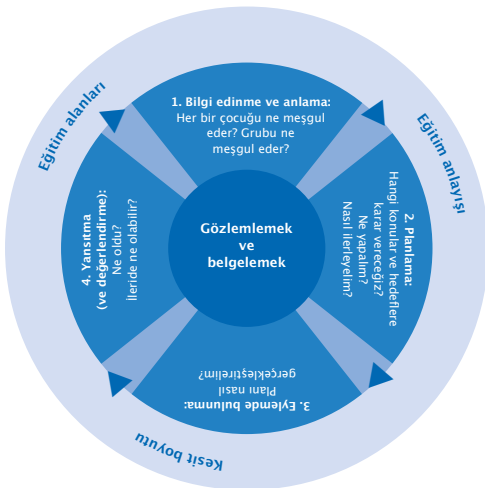 Eğitim alanları
Eğitim anlayışı
1. Bilgi edinme ve anlama:
Her bir çocuğu ne meşgul
eder? Grubu ne
meşgul eder?
2. Planlama:
Hangi konular ve hedeflere
karar vereceğiz?
Ne yapalım?
Nasıl ilerleyelim?
3. Eylemde bulunma:
Planı nasıl
gerçekleştirelim?
4. Yansıtma
(ve değerlendirme):
Ne oldu?
İleride ne olabilir?
Gözlemlemek
ve
belgelemek
Kesit boyutu